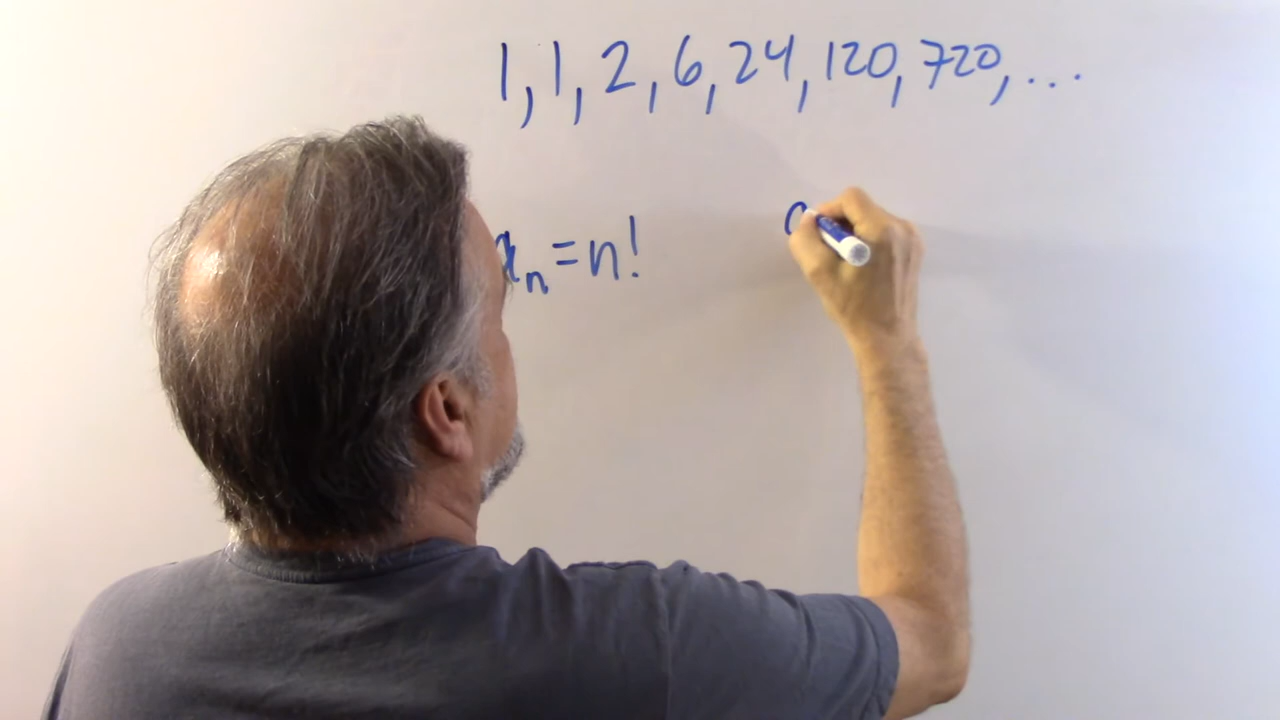 1, 1, 2, 6, 24, 120, 720, ...
n = n!